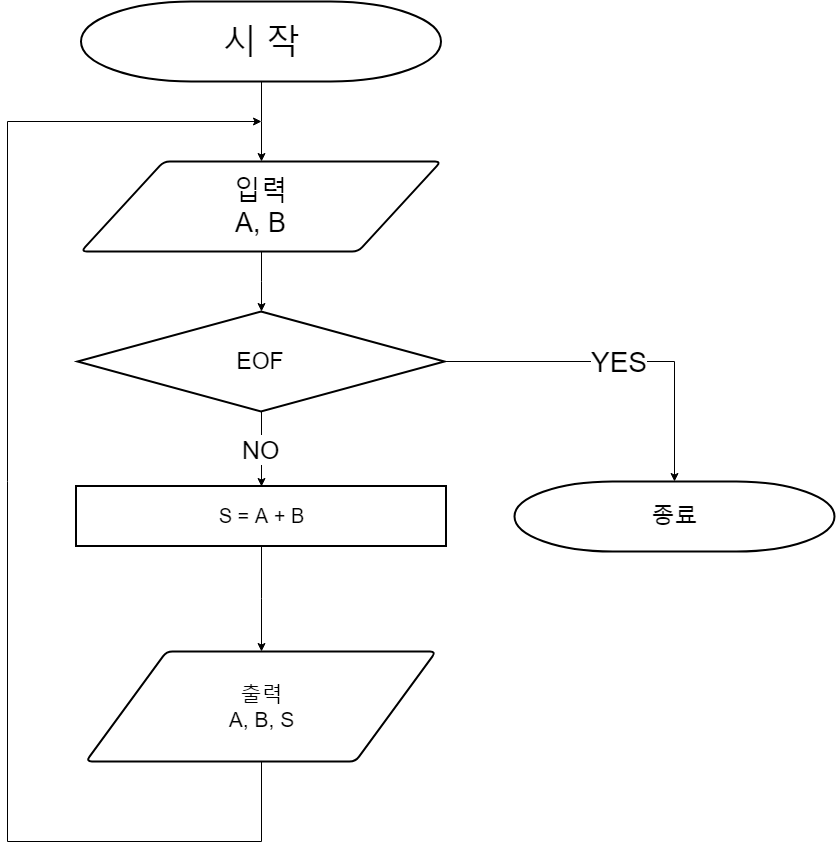 시 작
입력
A, B
EOF
YES
NO
S = A + B
종료
출력
A, B, S